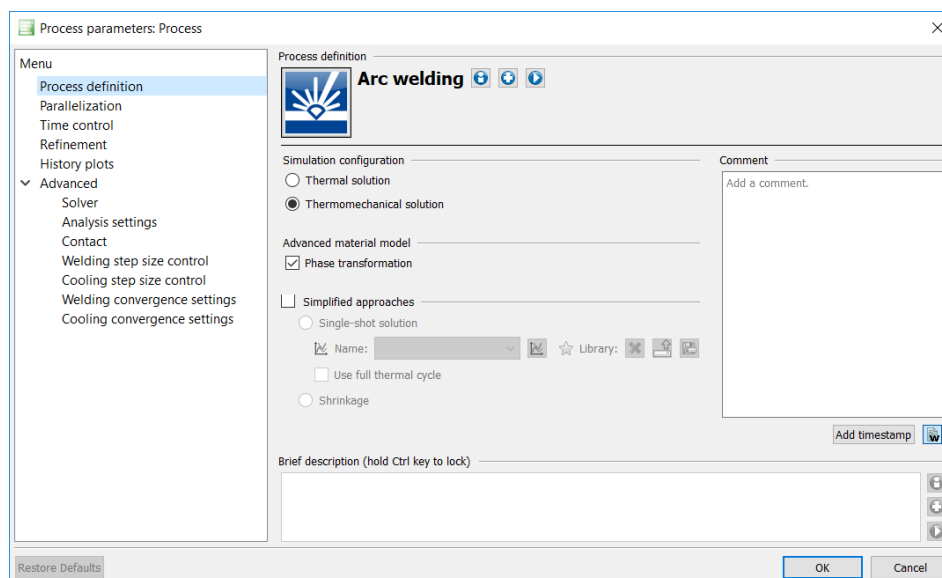 Process parameters: Process
Menu
Process definition
Parallelization
Time control
Refinement
History plots
Advanced
Solver
Analysis settings
Contact
Welding step size control
Cooling step size control
Welding convergence settings
Cooling convergence settings
Process definition
Arc welding
Simulation configuration
Thermal solution
Thermomechanical solution
Advanced material model
Phase transformation
Simplified approaches
Single-shot solution
Name:
Library:
Use full thermal cycle
Shrinkage
Comment
Add a comment.
Add timestamp
W
Brief description (hold Ctrl key to lock)
Restore Defaults
OK
Cancel